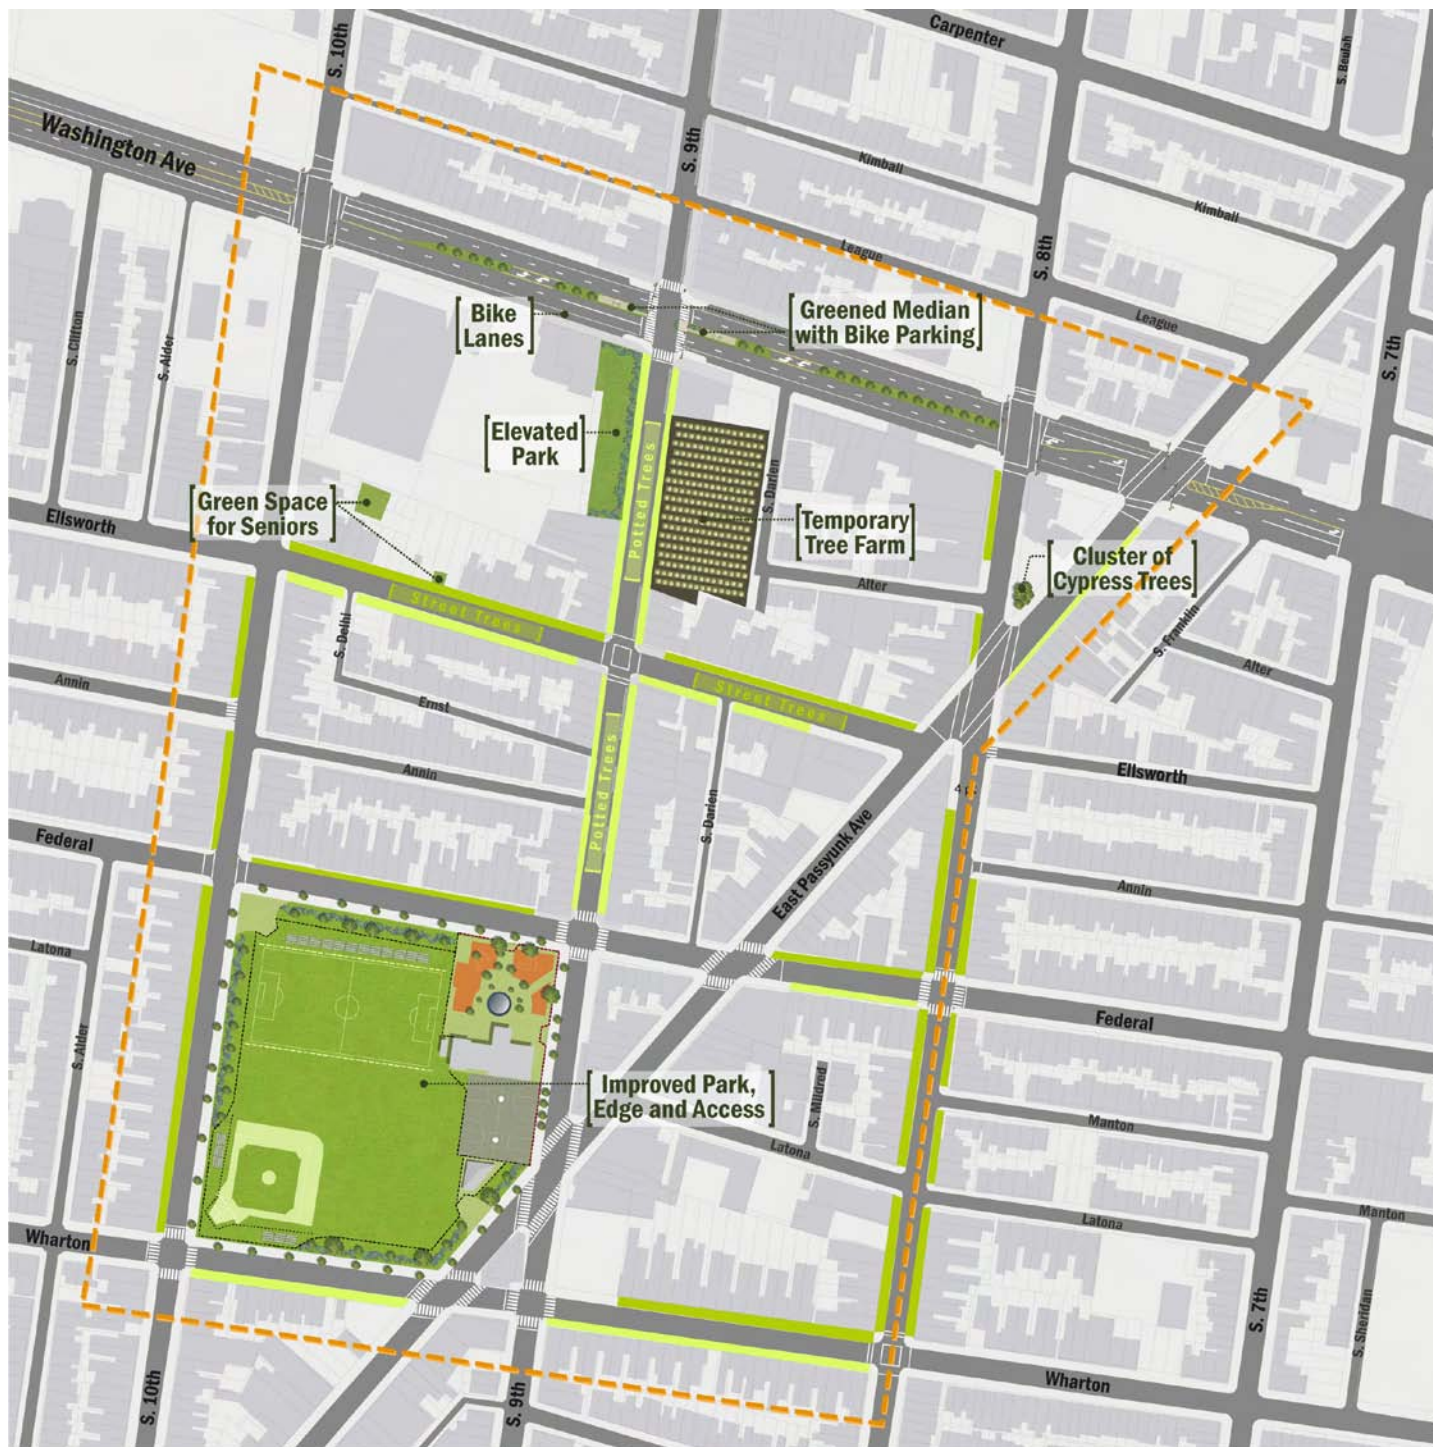 Carpenter
S. 10th
S. Beulah
Washington Ave
S. 9th
Kimball
Kimball
S. 8th
League
League
S. 7th
S. Clifton
S. Alder
[Bike
Lanes]
[Greened Median
with Bike Parking]
[Elevated
Park]
[Potted Trees]
S. Darien
[Green Space
for Seniors]
[Temporary
Tree Farm]
Ellsworth
[Cluster of
Cypress Trees]
Alter
[Street Trees]
S. Delhi
S. Franklin
Alter
Annin
Ernst
[Street Trees]
[Potted Trees]
Annin
Ellsworth
S. Darien
Federal
East Passyunk Ave
Annin
Latona
Federal
S. Alder
[Improved Park,
Edge and Access]
S. Mildred
Manton
Latona
Latona
Manton
Wharton
S. 7th
S. Sheridan
Wharton
S. 10th
S. 9th